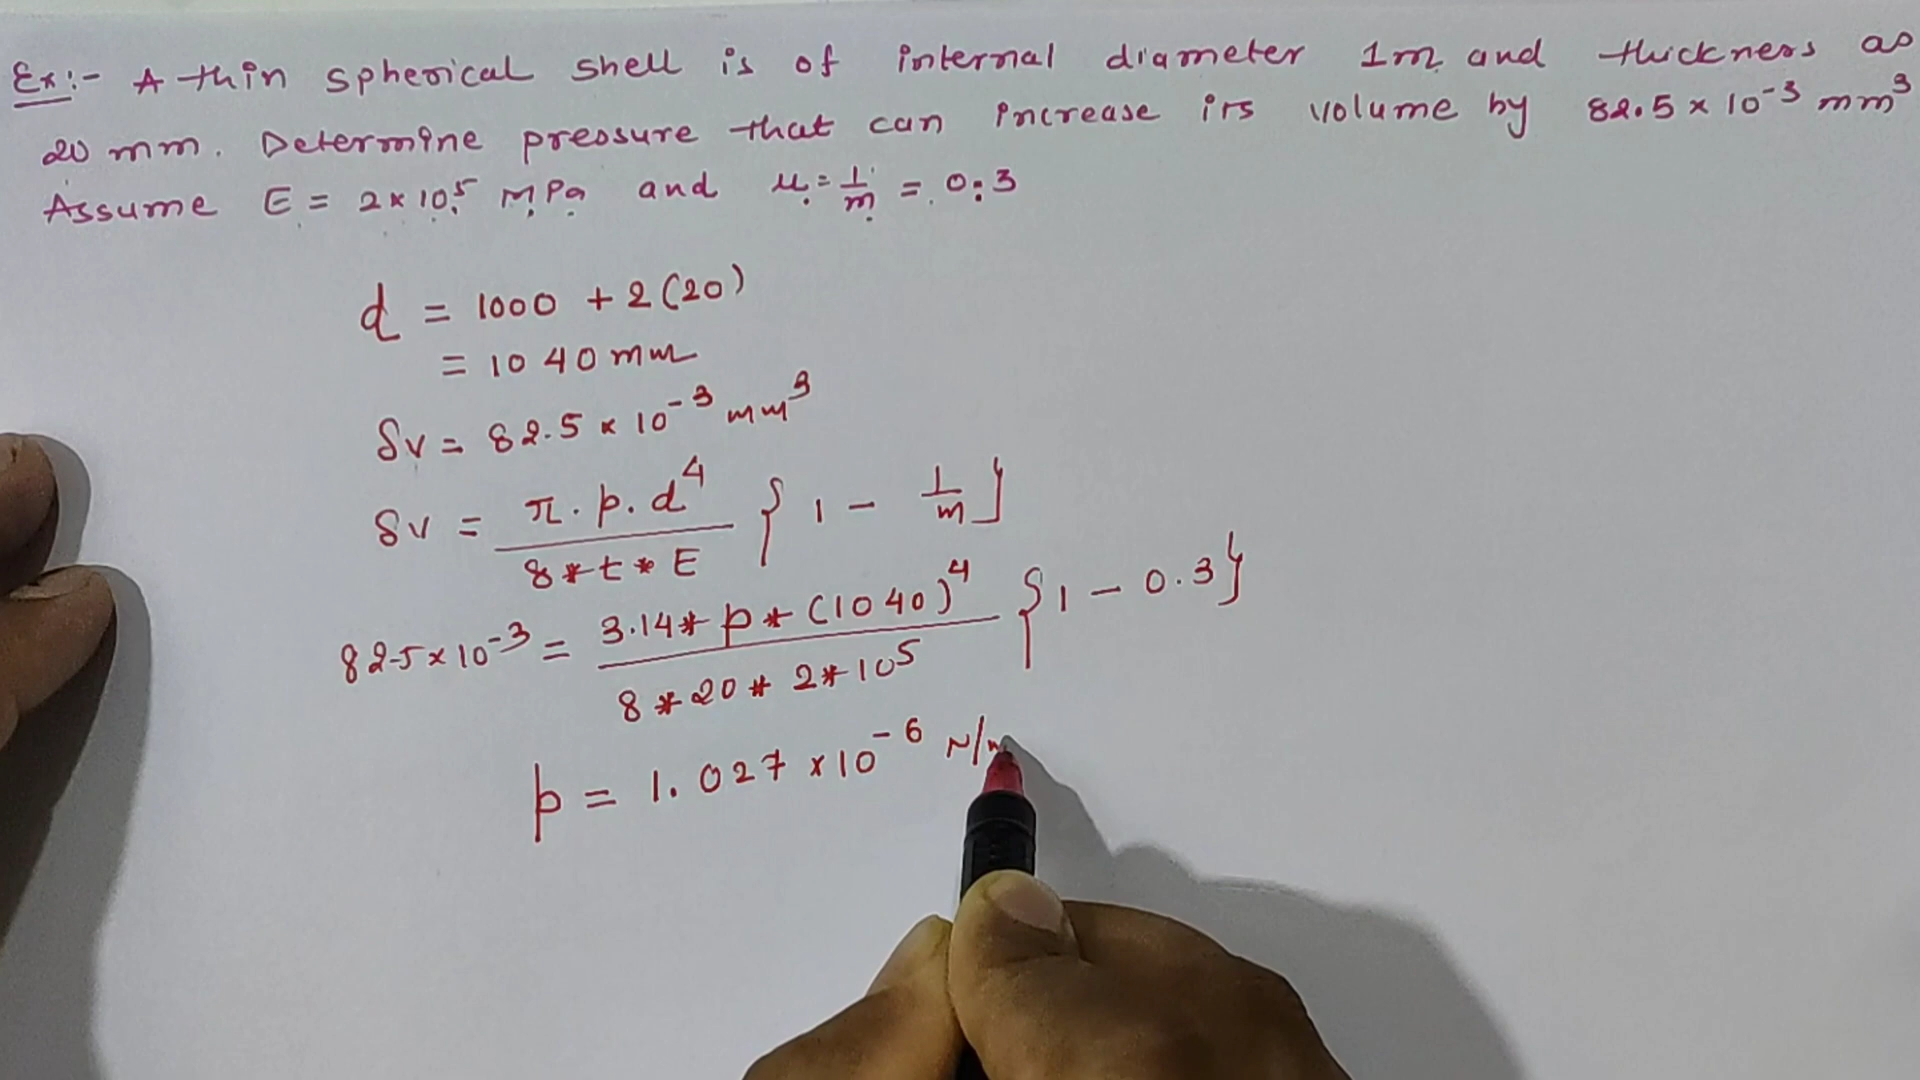 Ex:- A thin spherical shell is of internal diameter 1m and thickness as
20 mm. Determine pressure that can increase its volume by 82.5 × 10⁻³ mm³
Assume E = 2×10⁵ MPa and μ = 1/m = 0.3
d = 1000 + 2(20)
= 1040 mm
δv = 82.5 × 10⁻³ mm³
δv = π.p.d⁴ / 8*t*E {1 - 1/m}
82.5×10⁻³ = 3.14*p*(1040)⁴ / 8*20*2*10⁵ {1 - 0.3}
p = 1.027 ×10⁻⁶ N/